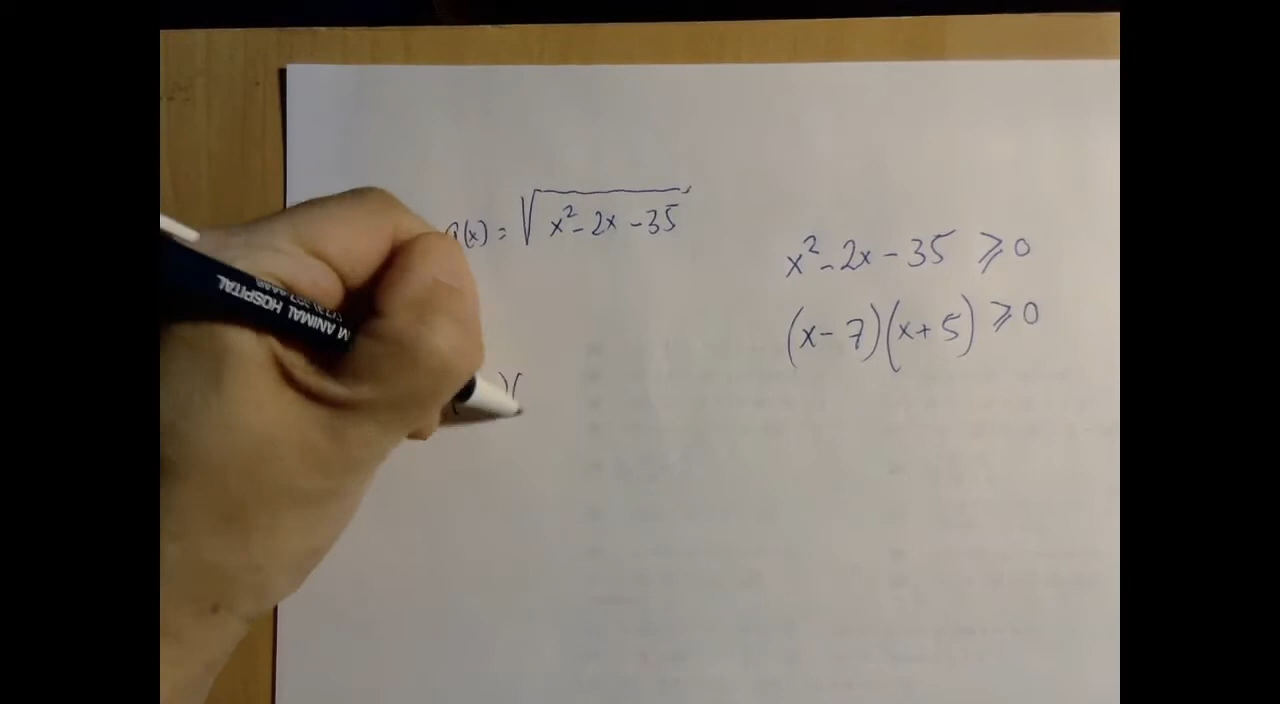 (x) = √(x² - 2x - 35)
x² - 2x - 35 ⩾ 0
(x - 7)(x + 5) ⩾ 0
)(
M ANIMAL HOSPITAL